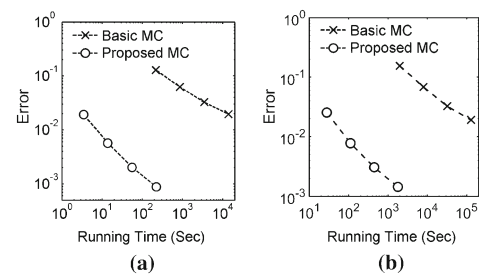 Basic MC
Proposed MC
Error
10^0
10^-1
10^-2
10^-3
10^0 10^1 10^2 10^3 10^4
Running Time (Sec)
(a)
Basic MC
Proposed MC
Error
10^0
10^-1
10^-2
10^-3
10^1 10^2 10^3 10^4 10^5
Running Time (Sec)
(b)